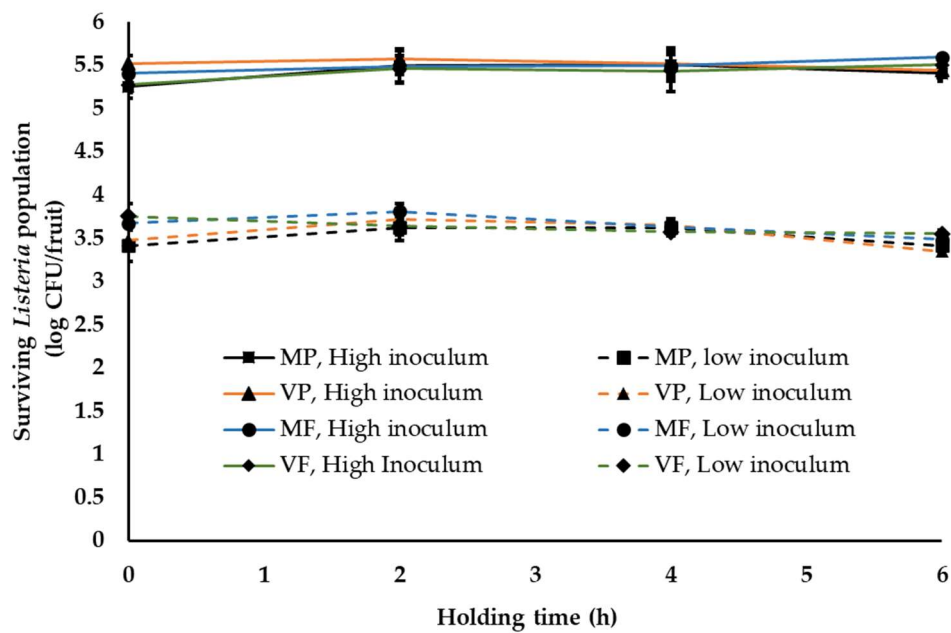 Surviving Listeria population
(log CFU/fruit)
6
5.5
5
4.5
4
3.5
3
2.5
2
1.5
1
0.5
0
MP, High inoculum
MP, low inoculum
VP, High inoculum
VP, Low inoculum
MF, High inoculum
MF, Low inoculum
VF, High Inoculum
VF, Low inoculum
0 1 2 3 4 5 6
Holding time (h)